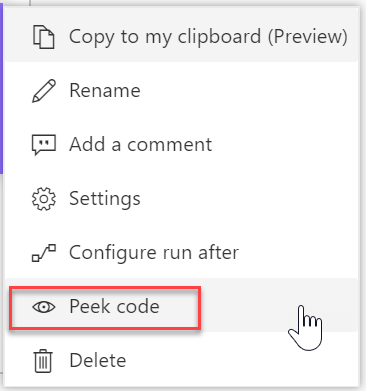 Copy to my clipboard (Preview)
Rename
Add a comment
Settings
Configure run after
Peek code
Delete